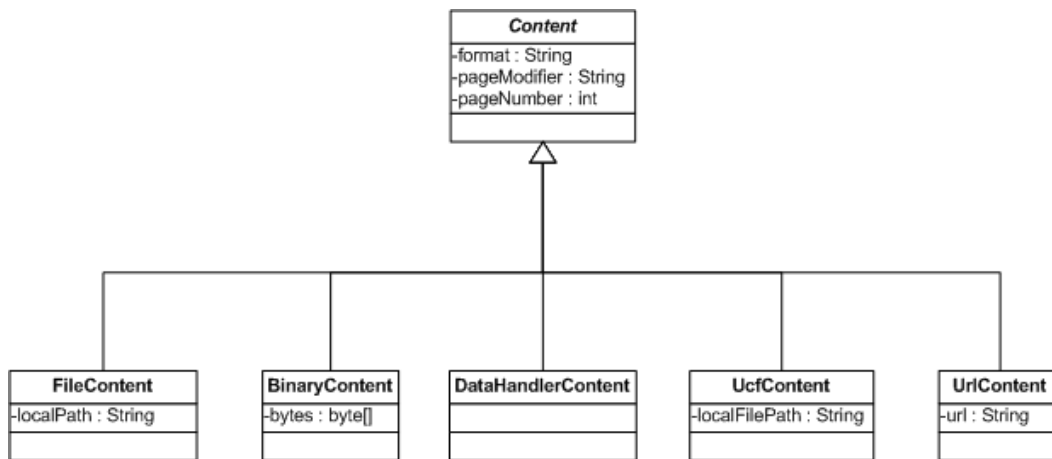 Content
-format : String
-pageModifier : String
-pageNumber : int
FileContent
-localPath : String
BinaryContent
-bytes : byte[]
DataHandlerContent
UcfContent
-localFilePath : String
UrlContent
-url : String